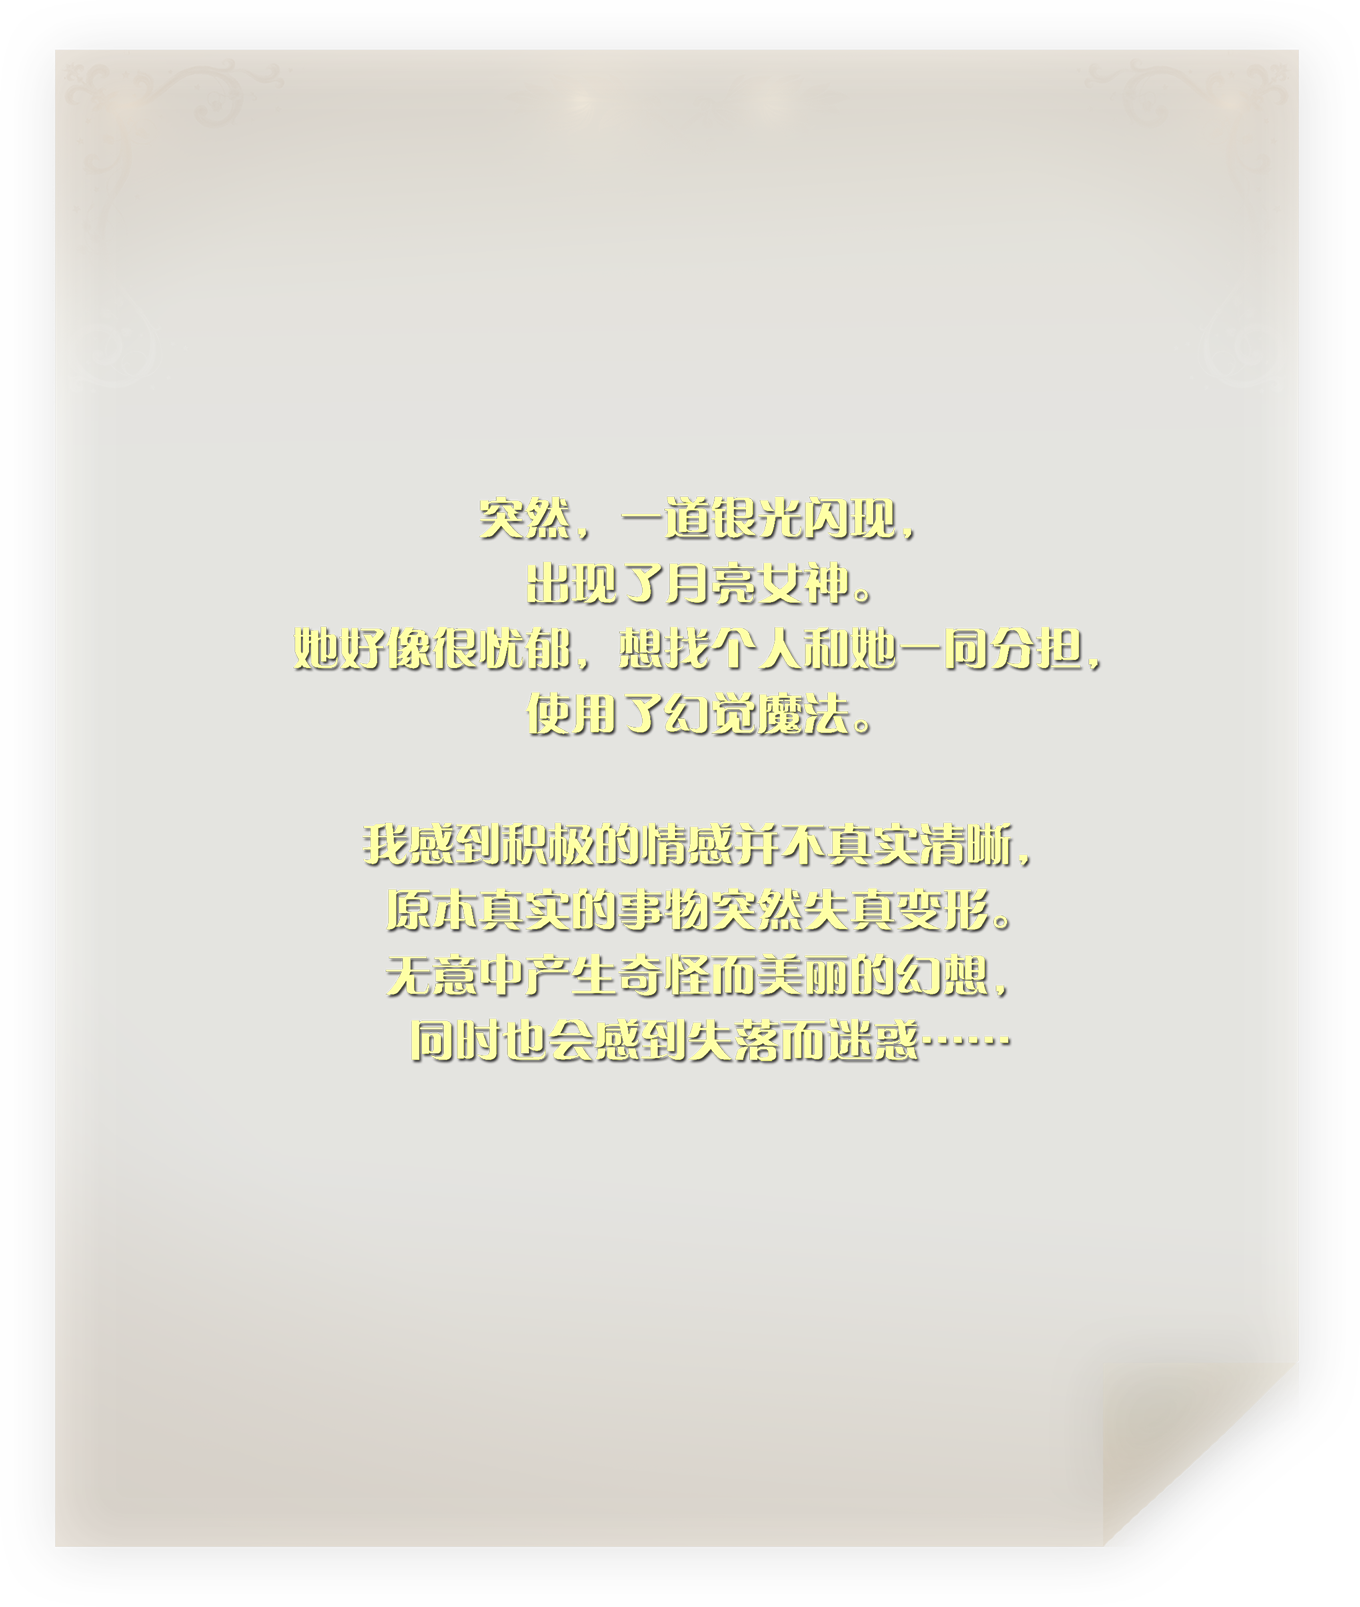 突然，一道银光闪现，
出现了月亮女神。
她好像很忧郁，想找个人和她一同分担，
使用了幻觉魔法。
我感到积极的情感并不真实清晰，
原本真实的事物突然失真变形。
无意中产生奇怪而美丽的幻想，
同时也会感到失落而迷惑……